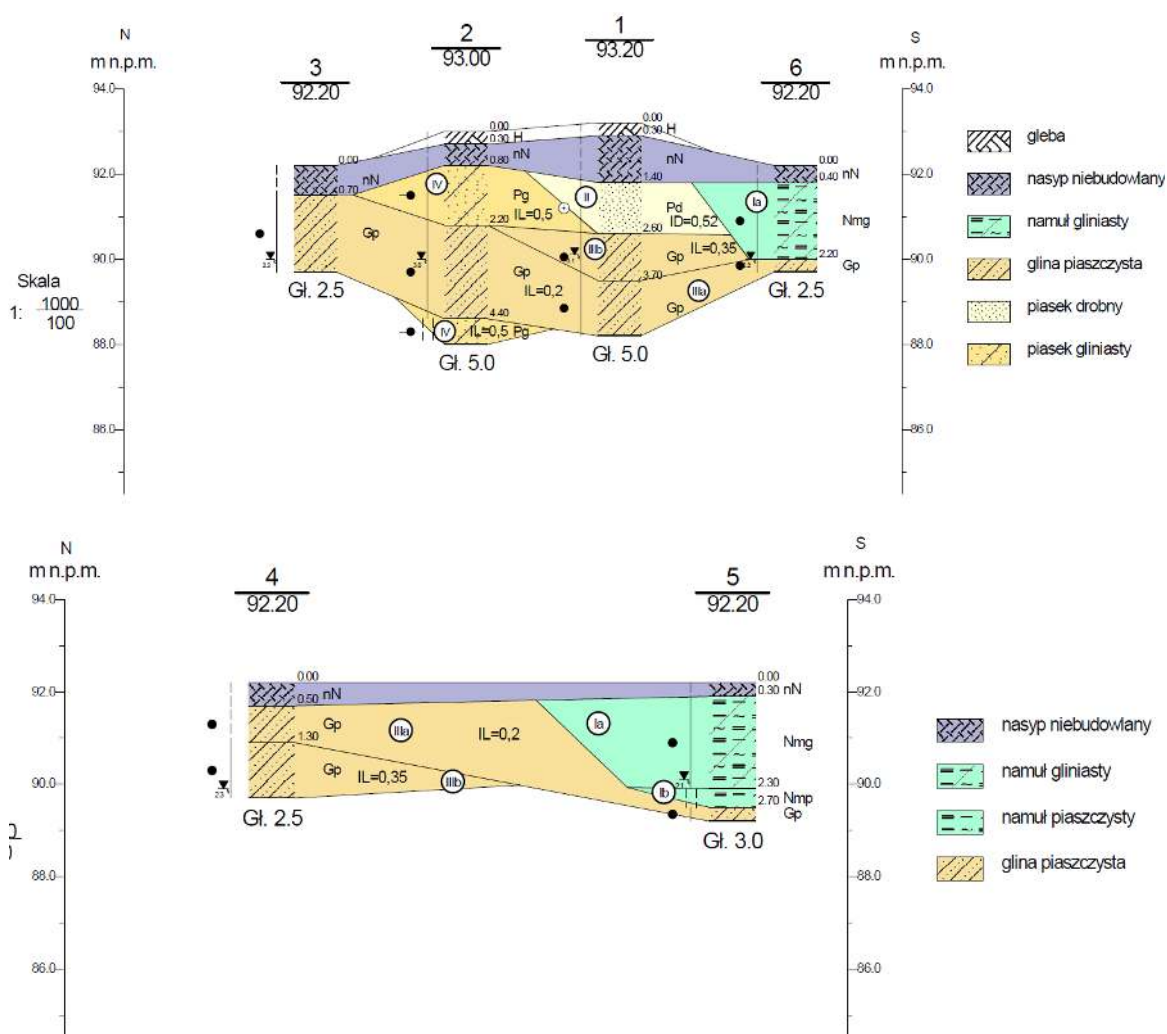 N
m n.p.m.
S
m n.p.m.
3
92.20
2
93.00
1
93.20
6
92.20
94.0
92.0
90.0
88.0
86.0
94.0
92.0
90.0
88.0
86.0
Skala
1: 1000
100
0.00
0.70
nN
Gp
Gł. 2.5
0.00
0.30 H
0.80 nN
IV
Pg
IL=0,5
2.20
Gp
IL=0,2
4.40
IV
IL=0,5 Pg
Gł. 5.0
0.00
0.30 H
nN
1.40
II
Pd
ID=0,52
2.60
IIIb
Gp
IL=0,35
3.70
IIIa
Gp
Gł. 5.0
0.00
0.40 nN
Ia
Nmg
2.20
Gp
Gł. 2.5
gleba
nasyp niebudowlany
namuł gliniasty
glina piaszczysta
piasek drobny
piasek gliniasty
N
m n.p.m.
S
m n.p.m.
4
92.20
5
92.20
94.0
92.0
90.0
88.0
86.0
94.0
92.0
90.0
88.0
86.0
0.00
0.50 nN
Gp
IIIa
IL=0,2
1.30
Gp
IL=0,35
IIIb
Gł. 2.5
0.00
0.30 nN
Ia
Nmg
2.30
Ib
Nmp
2.70
Gp
Gł. 3.0
nasyp niebudowlany
namuł gliniasty
namuł piaszczysty
glina piaszczysta